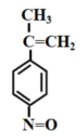 CH₃
C=CH₂
N=O